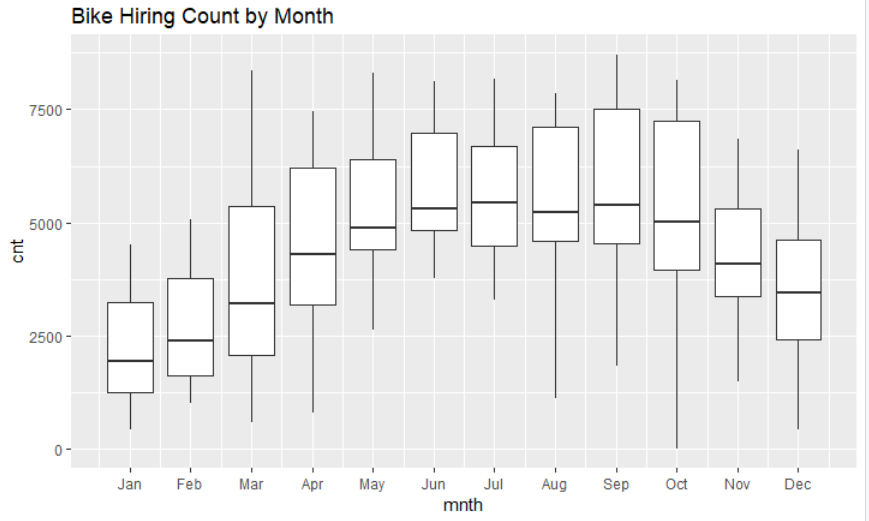 Bike Hiring Count by Month
7500
5000
2500
0
cnt
Jan Feb Mar Apr May Jun Jul Aug Sep Oct Nov Dec
mnth